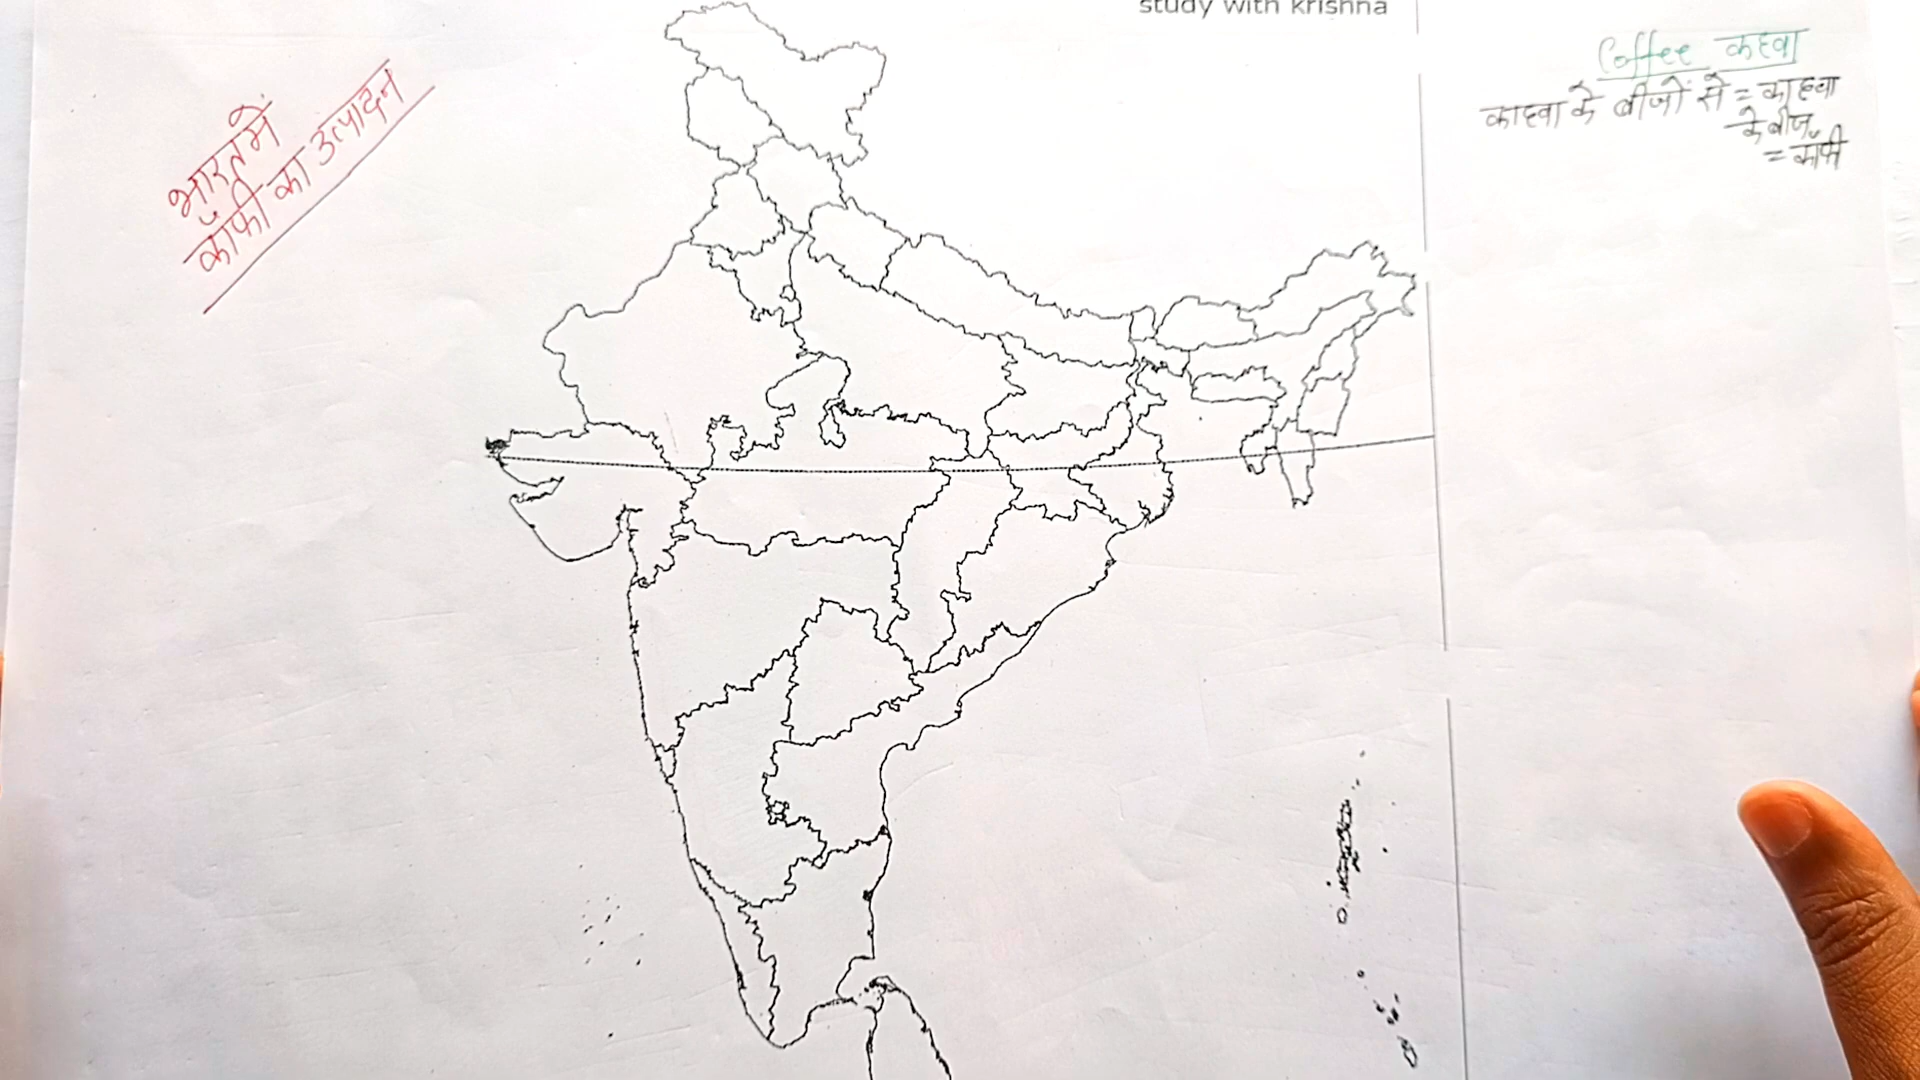 study with krishna
भारत में
कॉफी का उत्पादन
Coffee कहवा
काहवा के बीजों से = काहवा
के बीज
= कॉफी